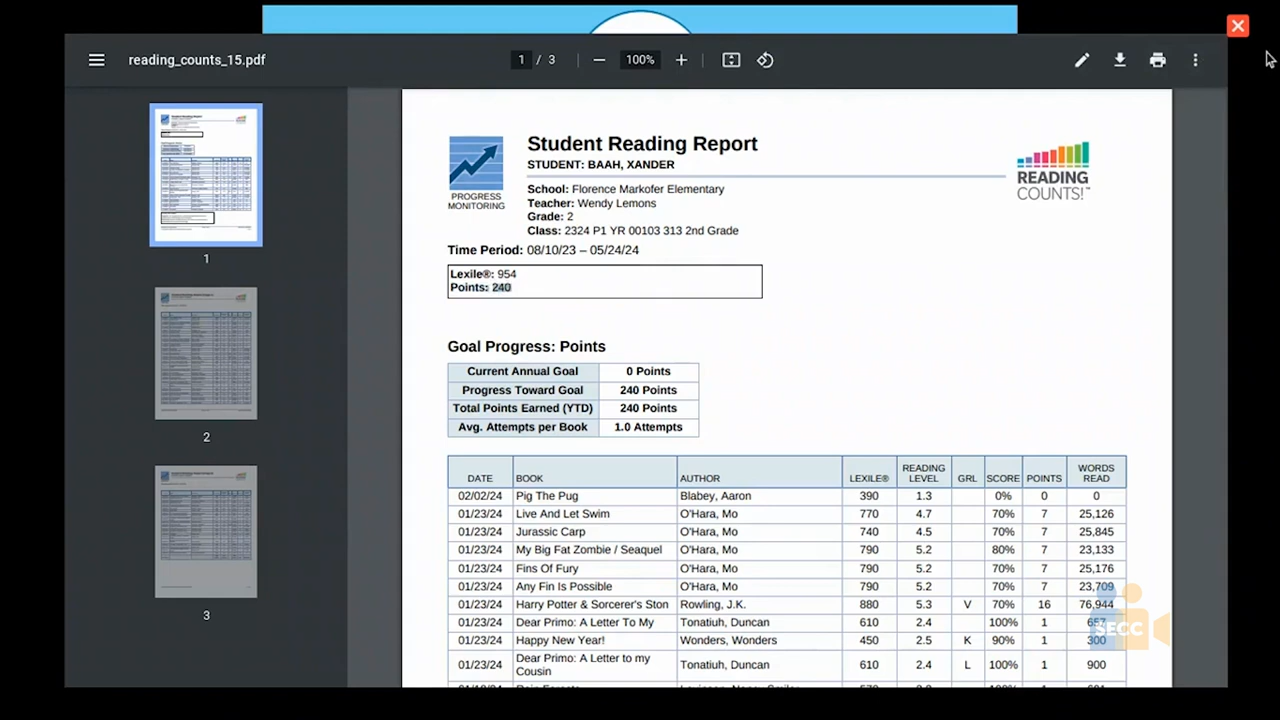 reading_counts_15.pdf
1 / 3
100%
1
2
3
PROGRESS
MONITORING
Student Reading Report
STUDENT: BAAH, XANDER
READING
COUNTS!™
School: Florence Markofer Elementary
Teacher: Wendy Lemons
Grade: 2
Class: 2324 P1 YR 00103 313 2nd Grade
Time Period: 08/10/23 – 05/24/24
Lexile®: 954
Points: 240
Goal Progress: Points
Current Annual Goal 0 Points
Progress Toward Goal 240 Points
Total Points Earned (YTD) 240 Points
Avg. Attempts per Book 1.0 Attempts
DATE BOOK AUTHOR LEXILE® READING LEVEL GRL SCORE POINTS WORDS READ
02/02/24 Pig The Pug Blabey, Aaron 390 1.3 0% 0 0
01/23/24 Live And Let Swim O'Hara, Mo 770 4.7 70% 7 25,126
01/23/24 Jurassic Carp O'Hara, Mo 740 4.5 70% 7 25,845
01/23/24 My Big Fat Zombie / Seaquel O'Hara, Mo 790 5.2 80% 7 23,133
01/23/24 Fins Of Fury O'Hara, Mo 790 5.2 70% 7 25,176
01/23/24 Any Fin Is Possible O'Hara, Mo 790 5.2 70% 7 23,709
01/23/24 Harry Potter & Sorcerer's Ston Rowling, J.K. 880 5.3 V 70% 16 76,944
01/23/24 Dear Primo: A Letter To My Tonatiuh, Duncan 610 2.4 100% 1 657
01/23/24 Happy New Year! Wonders, Wonders 450 2.5 K 90% 1 300
01/23/24 Dear Primo: A Letter to my Cousin Tonatiuh, Duncan 610 2.4 L 100% 1 900
SECC